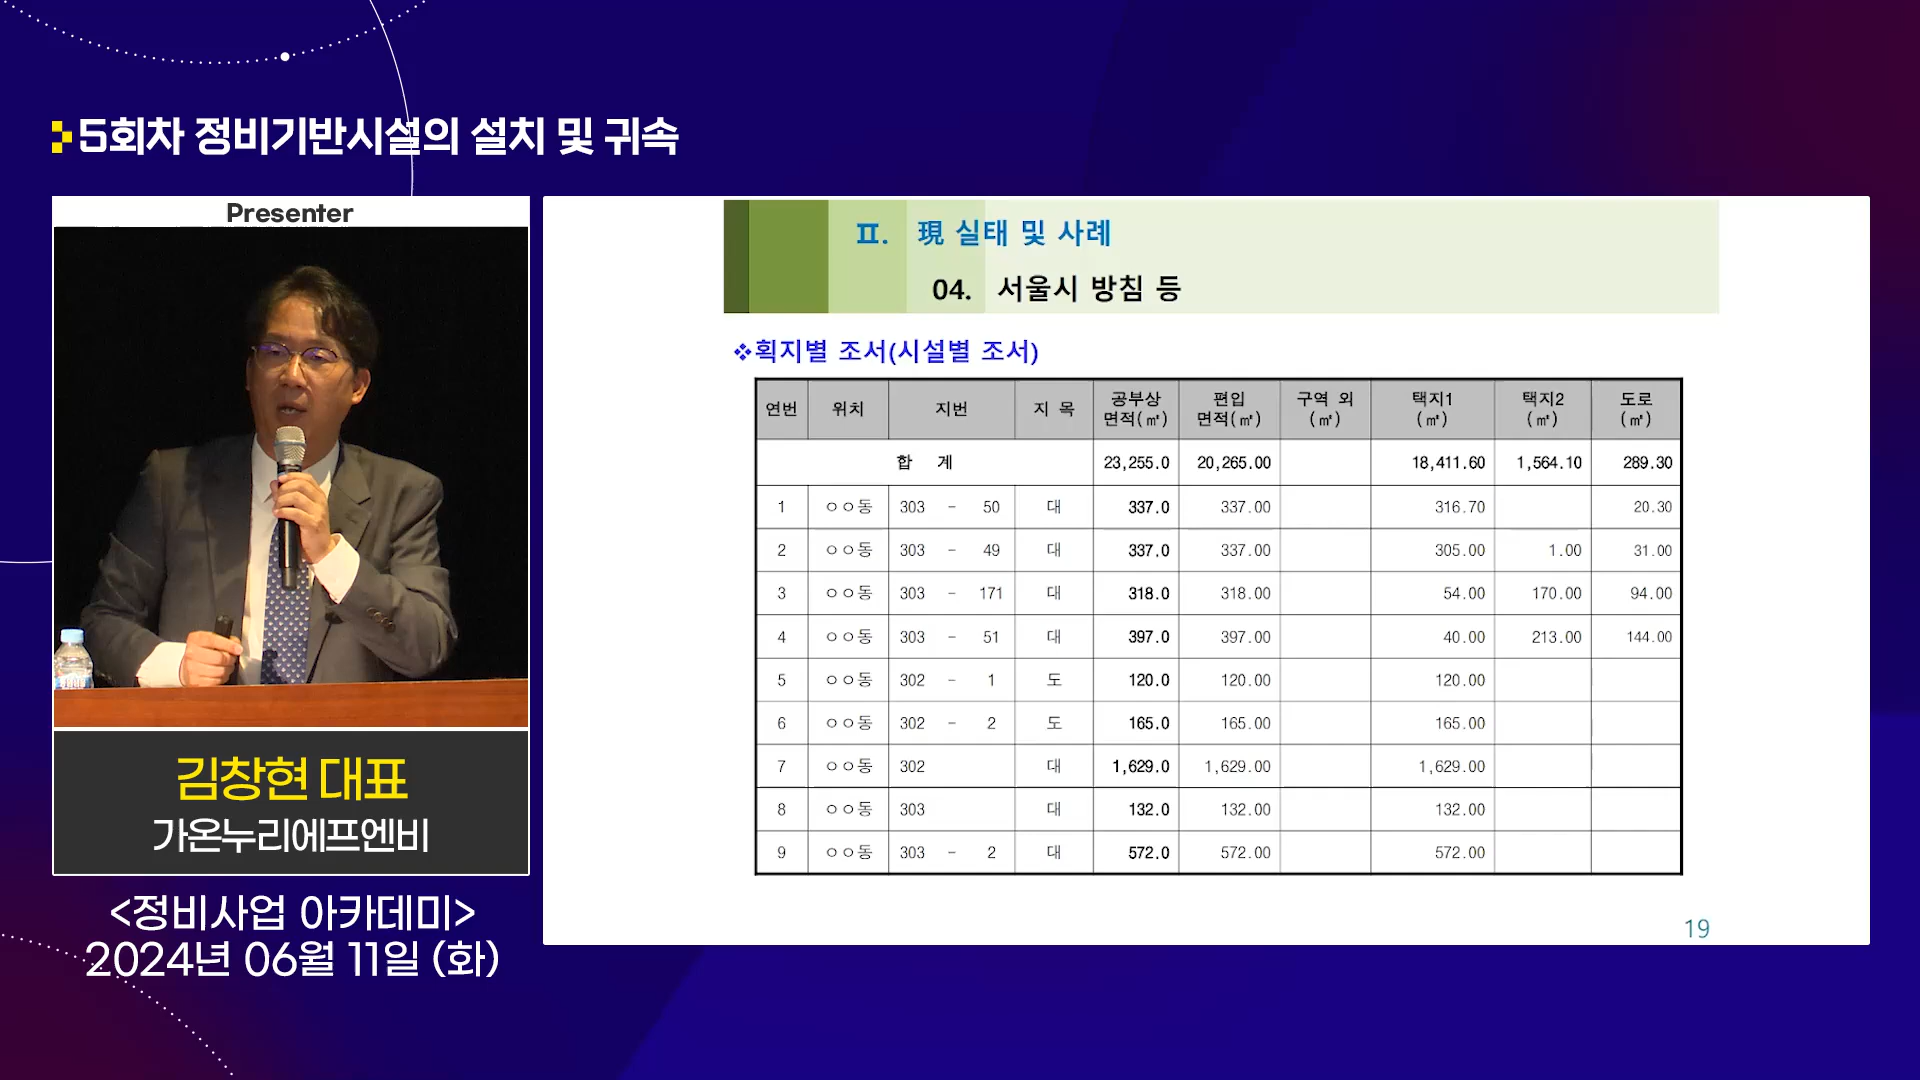 5회차 정비기반시설의 설치 및 귀속
Presenter
김창현 대표
가온누리에프엔비
<정비사업 아카데미>
2024년 06월 11일 (화)
Ⅱ. 現 실태 및 사례
04. 서울시 방침 등
❖획지별 조서(시설별 조서)
연번 위치 지번 지 목 공부상 면적(㎡) 편입 면적(㎡) 구역 외 (㎡) 택지1 (㎡) 택지2 (㎡) 도로 (㎡)
합 계 23,255.0 20,265.00 18,411.60 1,564.10 289.30
1 ㅇㅇ동 303 - 50 대 337.0 337.00 316.70 20.30
2 ㅇㅇ동 303 - 49 대 337.0 337.00 305.00 1.00 31.00
3 ㅇㅇ동 303 - 171 대 318.0 318.00 54.00 170.00 94.00
4 ㅇㅇ동 303 - 51 대 397.0 397.00 40.00 213.00 144.00
5 ㅇㅇ동 302 - 1 도 120.0 120.00 120.00
6 ㅇㅇ동 302 - 2 도 165.0 165.00 165.00
7 ㅇㅇ동 302 대 1,629.0 1,629.00 1,629.00
8 ㅇㅇ동 303 대 132.0 132.00 132.00
9 ㅇㅇ동 303 - 2 대 572.0 572.00 572.00
19